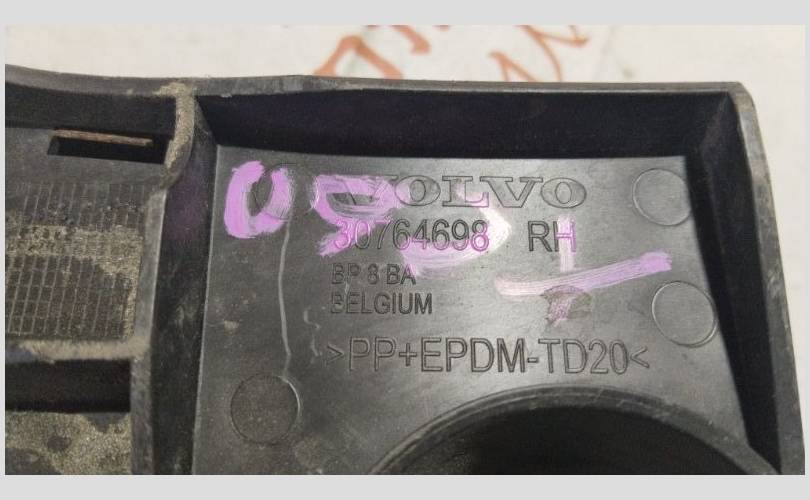 VOLVO
30764698 RH
BP 8 BA
BELGIUM
>PP+EPDM-TD20<